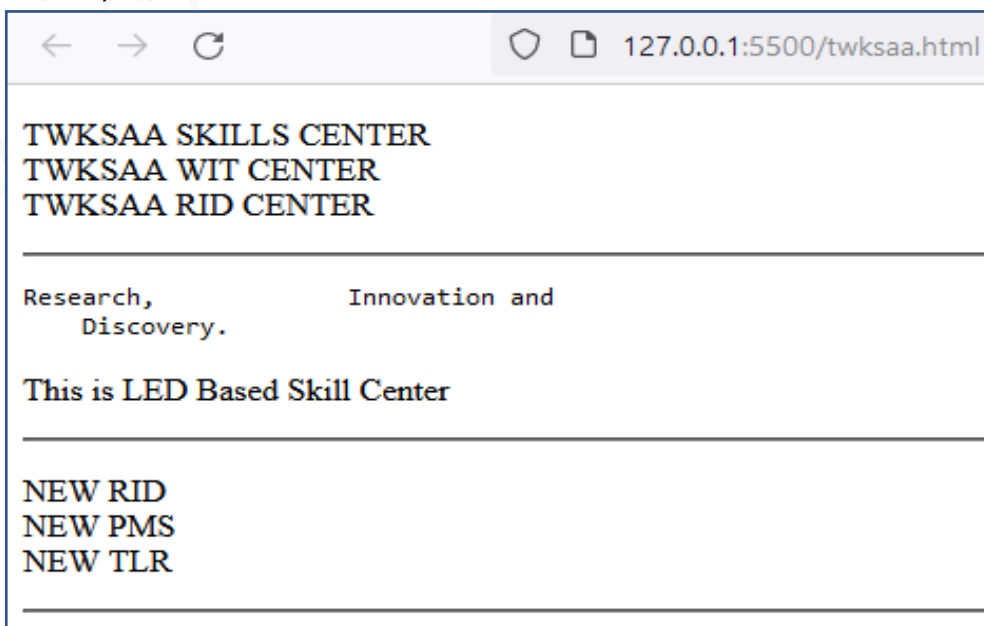 127.0.0.1:5500/twksaa.html
TWKSAA SKILLS CENTER
TWKSAA WIT CENTER
TWKSAA RID CENTER
Research, Innovation and
Discovery.
This is LED Based Skill Center
NEW RID
NEW PMS
NEW TLR